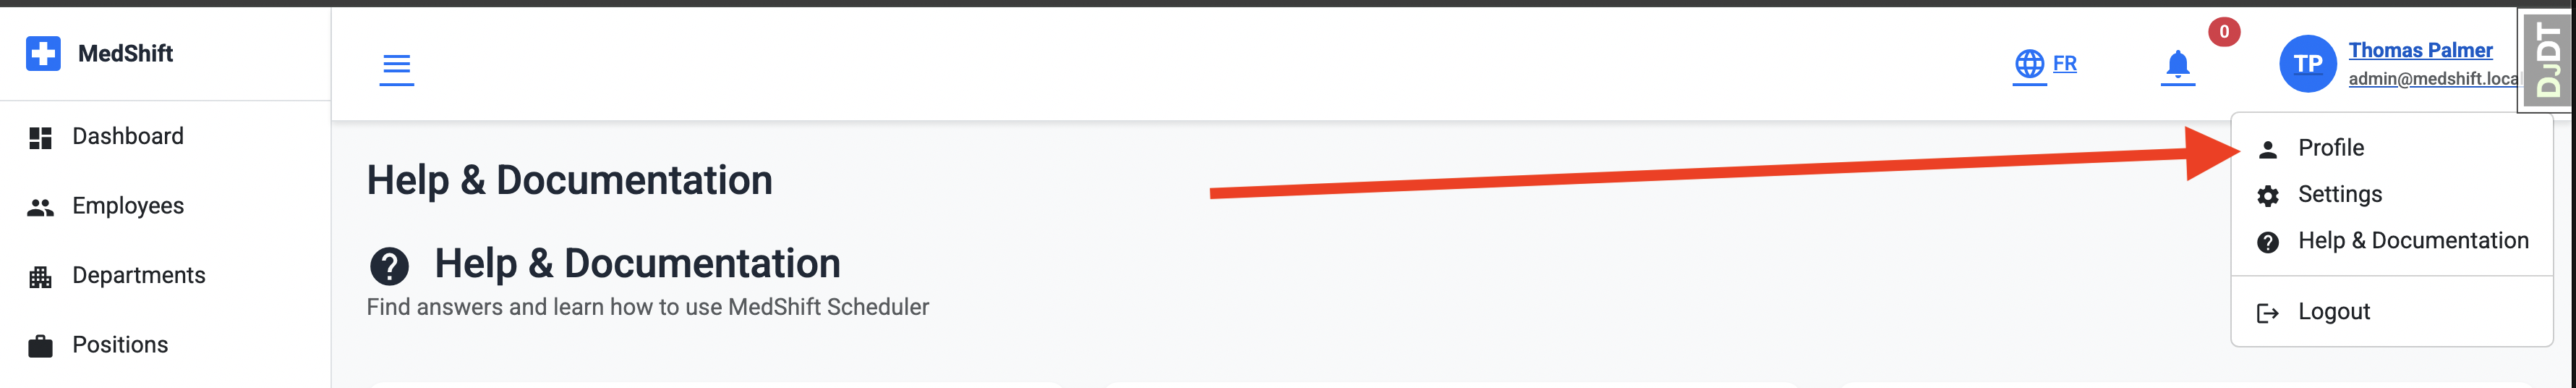 MedShift
FR
0
TP
Thomas Palmer
admin@medshift.loca
DJDT
Dashboard
Employees
Departments
Positions
Help & Documentation
Help & Documentation
Find answers and learn how to use MedShift Scheduler
Profile
Settings
Help & Documentation
Logout